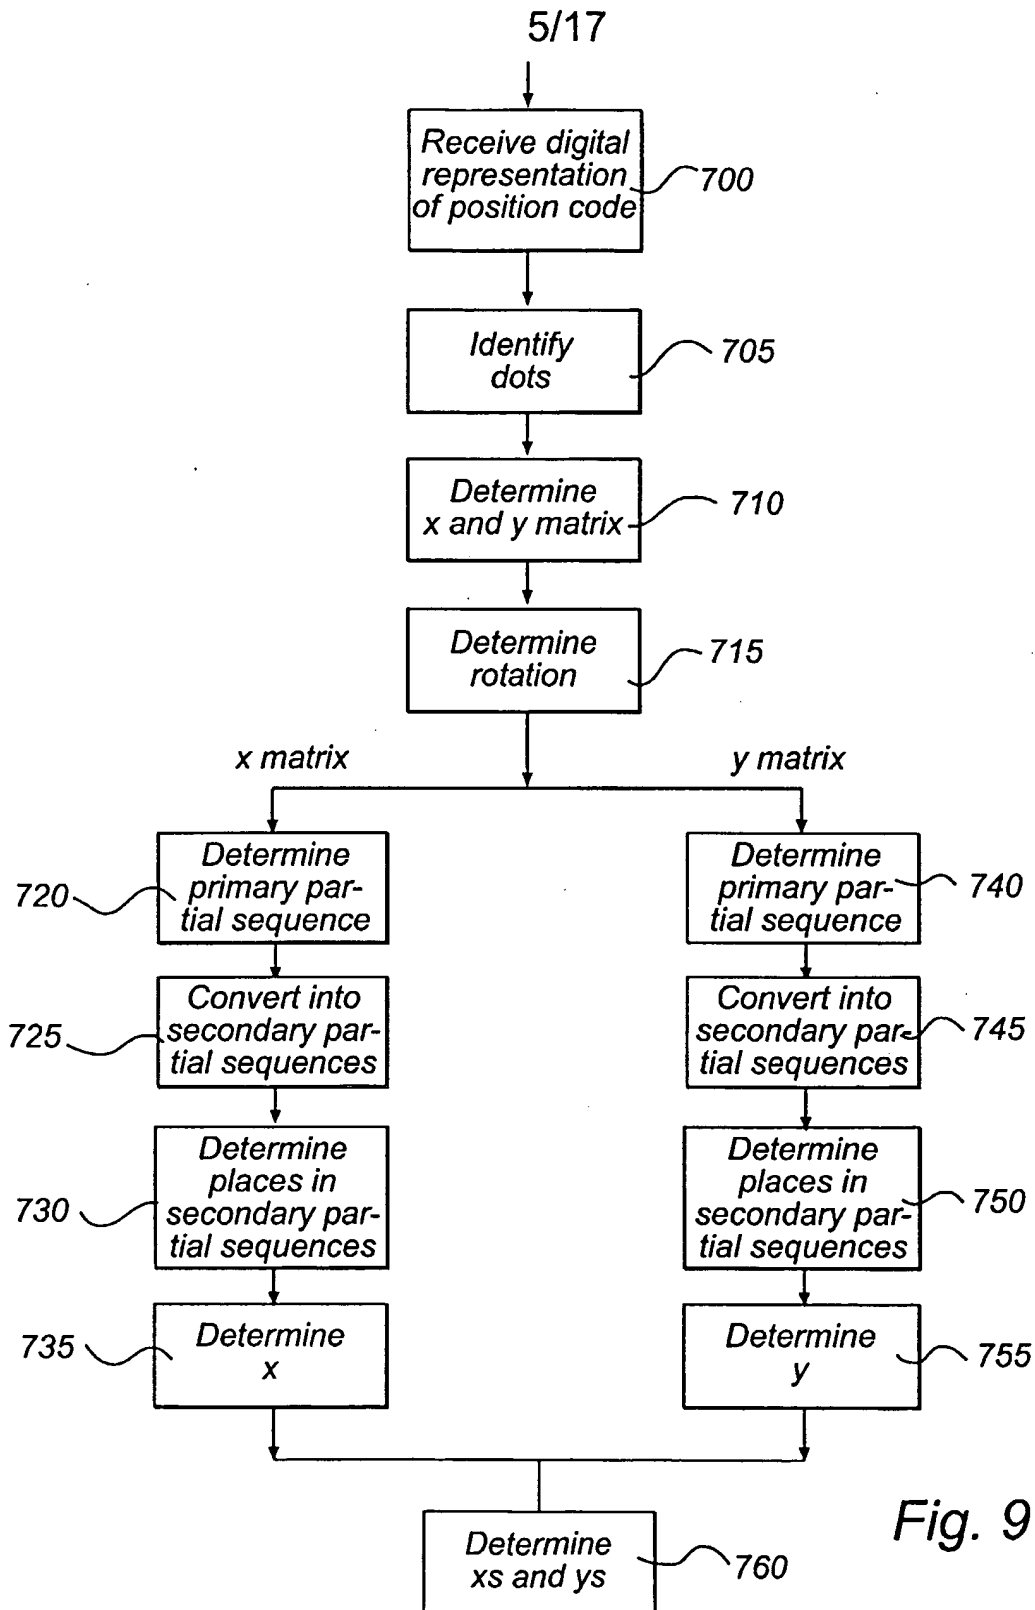 5/17
Receive digital
representation
of position code
700
Identify
dots
705
Determine
x and y matrix
710
Determine
rotation
715
x matrix
y matrix
Determine
primary par-
tial sequence
720
Determine
primary par-
tial sequence
740
Convert into
secondary par-
tial sequences
725
Convert into
secondary par-
tial sequences
745
Determine
places in
secondary par-
tial sequences
730
Determine
places in
secondary par-
tial sequences
750
Determine
x
735
Determine
y
755
Determine
xs and ys
760
Fig. 9